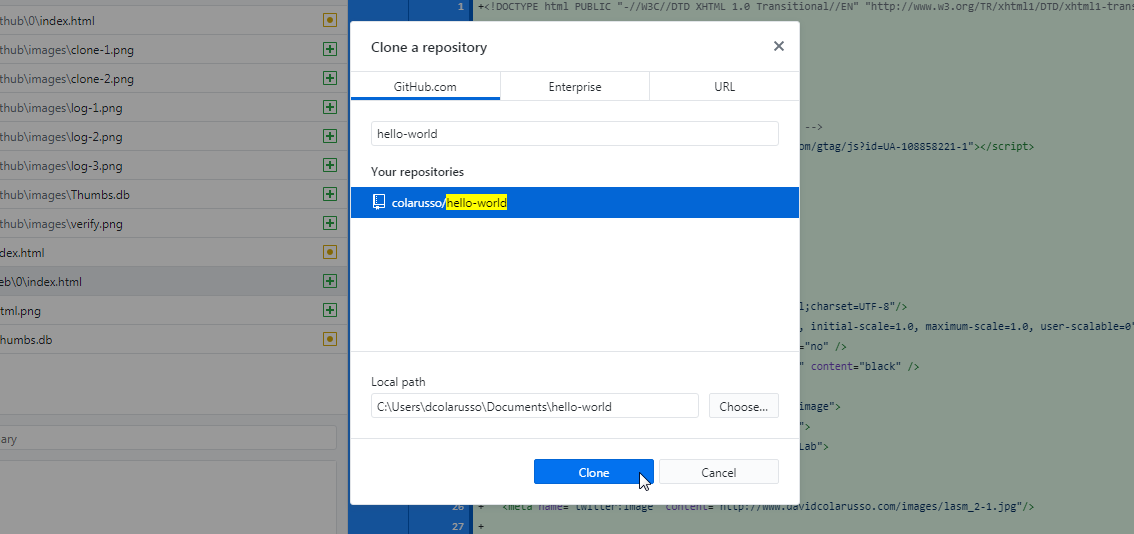 thub\0\index.html
thub\images\clone-1.png
thub\images\clone-2.png
thub\images\log-1.png
thub\images\log-2.png
thub\images\log-3.png
thub\images\Thumbs.db
thub\images\verify.png
dex.html
eb\0\index.html
tml.png
humbs.db
ary
1 +<!DOCTYPE html PUBLIC "-//W3C//DTD XHTML 1.0 Transitional//EN" "http://www.w3.org/TR/xhtml1/DTD/xhtml1-trans
Clone a repository
GitHub.com Enterprise URL
hello-world
Your repositories
colarusso/hello-world
Local path
C:\Users\dcolarusso\Documents\hello-world
Choose...
Clone Cancel
-->
om/gtag/js?id=UA-108858221-1"></script>
l;charset=UTF-8"/>
, initial-scale=1.0, maximum-scale=1.0, user-scalable=0"
="no" />
" content="black" />
image">
">
Lab">
26 + <meta name="twitter:image" content="http://www.davidcolarusso.com/images/lasm_2-1.jpg"/>
27 +